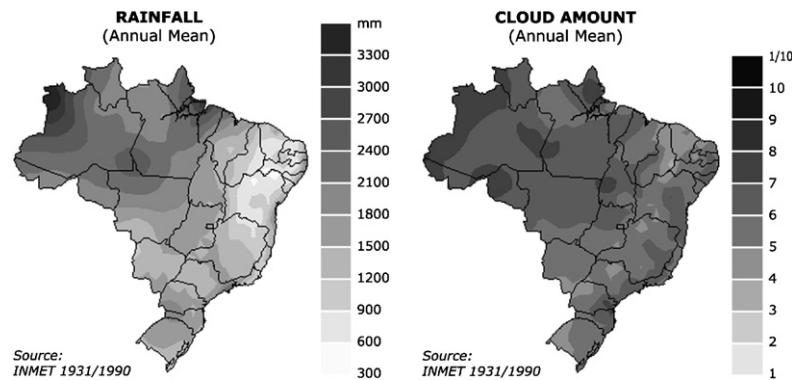 RAINFALL
(Annual Mean)
mm
3300
3000
2700
2400
2100
1800
1500
1200
900
600
300
Source:
INMET 1931/1990
CLOUD AMOUNT
(Annual Mean)
1/10
10
9
8
7
6
5
4
3
2
1
Source:
INMET 1931/1990